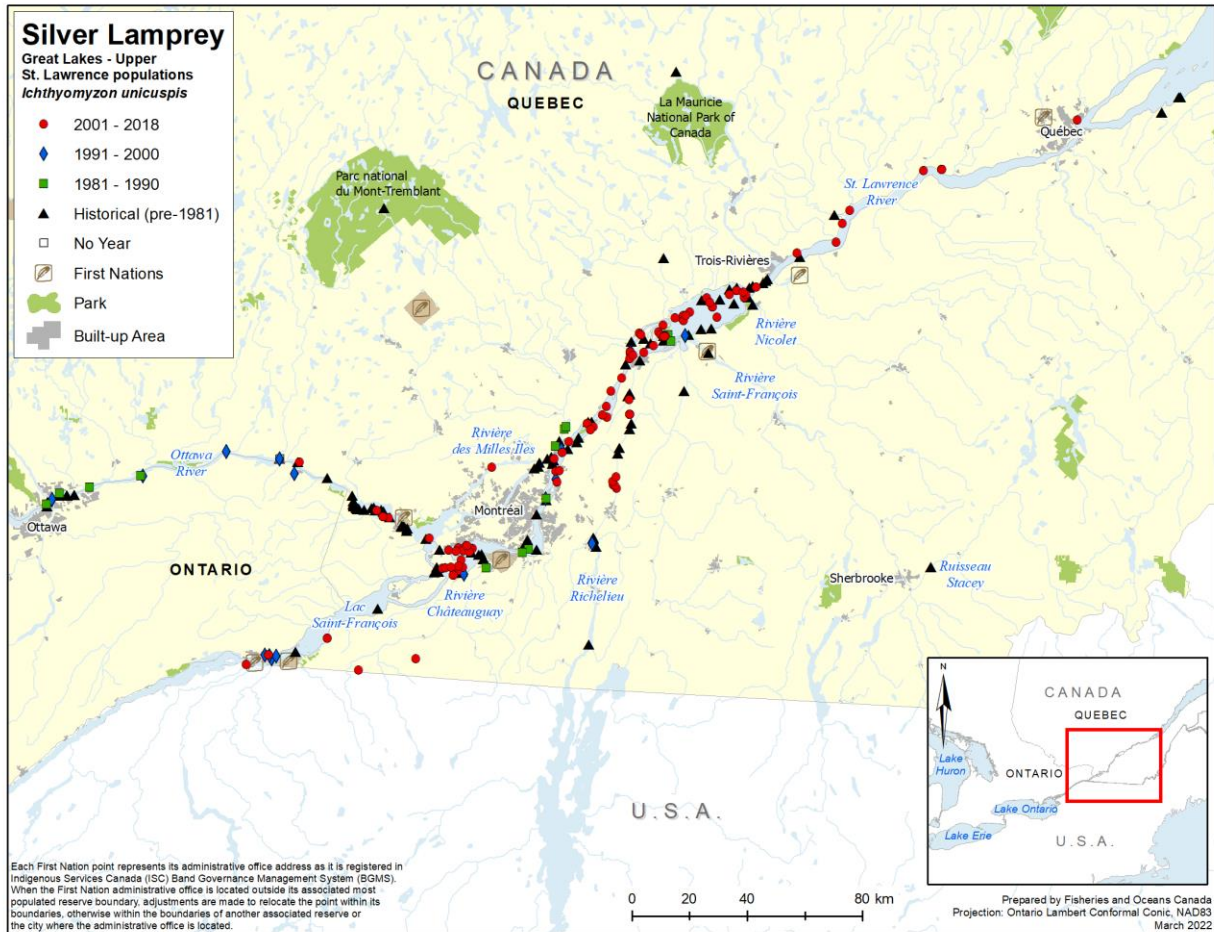 Silver Lamprey
Great Lakes - Upper
St. Lawrence populations
Ichthyomyzon unicuspis
2001 - 2018
1991 - 2000
1981 - 1990
Historical (pre-1981)
No Year
First Nations
Park
Built-up Area
CANADA
QUEBEC
La Mauricie
National Park of
Canada
Parc national
du Mont-Tremblant
Québec
St. Lawrence
River
Trois-Rivières
Rivière
Nicolet
Rivière
Saint-François
Rivière
des Milles Îles
Ottawa
River
Montréal
Ottawa
ONTARIO
Sherbrooke
Ruisseau
Stacey
Rivière
Richelieu
Rivière
Châteauguay
Lac
Saint-François
U.S.A.
N
CANADA
QUEBEC
Lake
Huron
ONTARIO
Lake Ontario
Lake Erie
U.S.A.
Each First Nation point represents its administrative office address as it is registered in
Indigenous Services Canada (ISC) Band Governance Management System (BGMS).
When the First Nation administrative office is located outside its associated most
populated reserve boundary, adjustments are made to relocate the point within its
boundaries, otherwise within the boundaries of another associated reserve or
the city where the administrative office is located.
0 20 40 80 km
Prepared by Fisheries and Oceans Canada
Projection: Ontario Lambert Conformal Conic, NAD83
March 2022